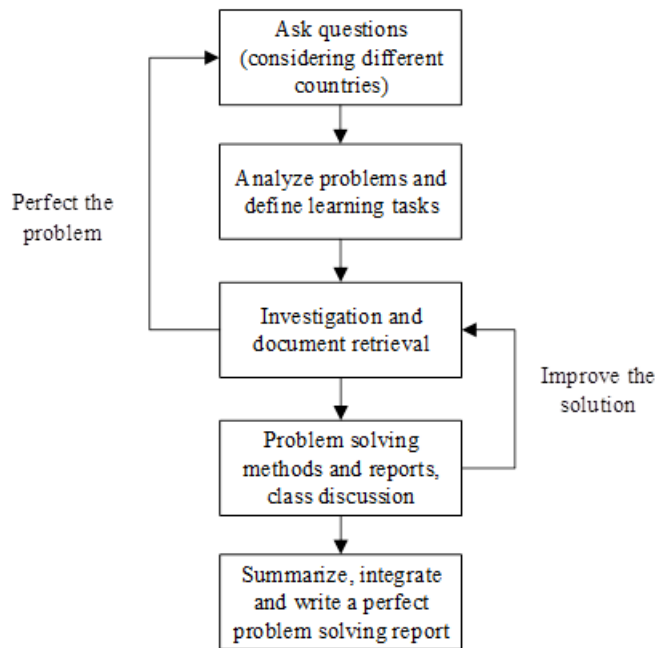 Ask questions
(considering different
countries)
Analyze problems and
define learning tasks
Perfect the
problem
Investigation and
document retrieval
Improve the
solution
Problem solving
methods and reports,
class discussion
Summarize, integrate
and write a perfect
problem solving report